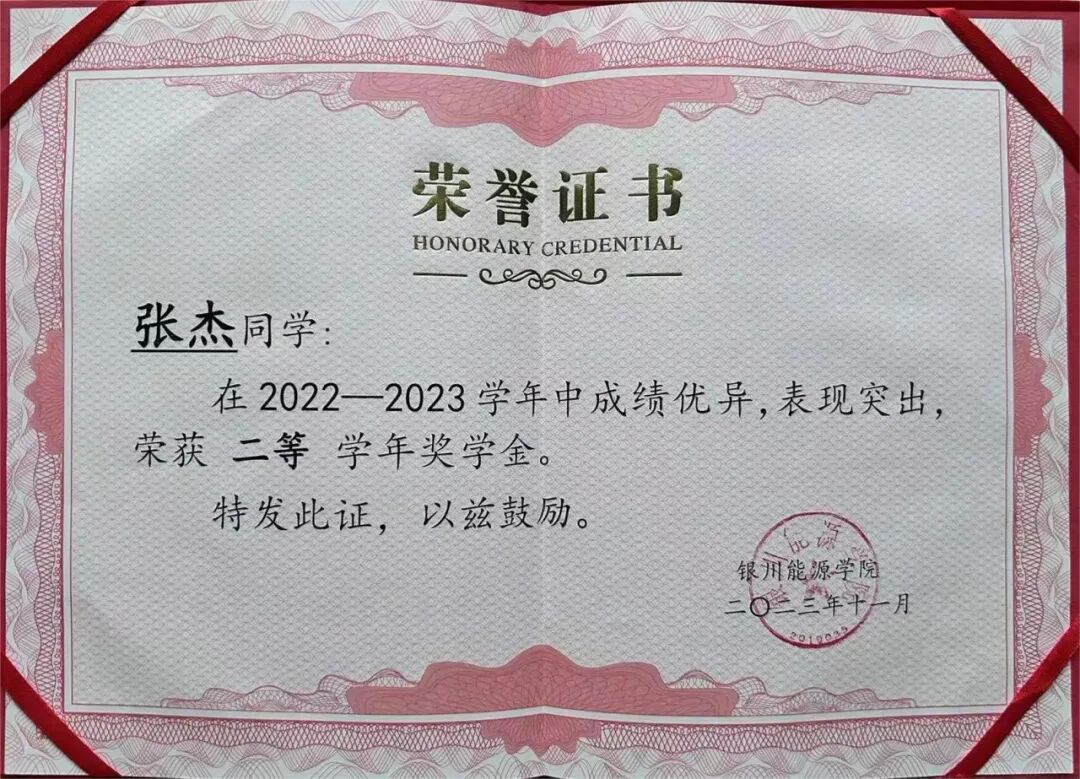 荣誉证书
HONORARY CREDENTIAL
张杰同学:
在2022—2023学年中成绩优异,表现突出,
荣获 二等 学年奖学金。
特发此证，以兹鼓励。
银川能源学院
二〇二三年十一月